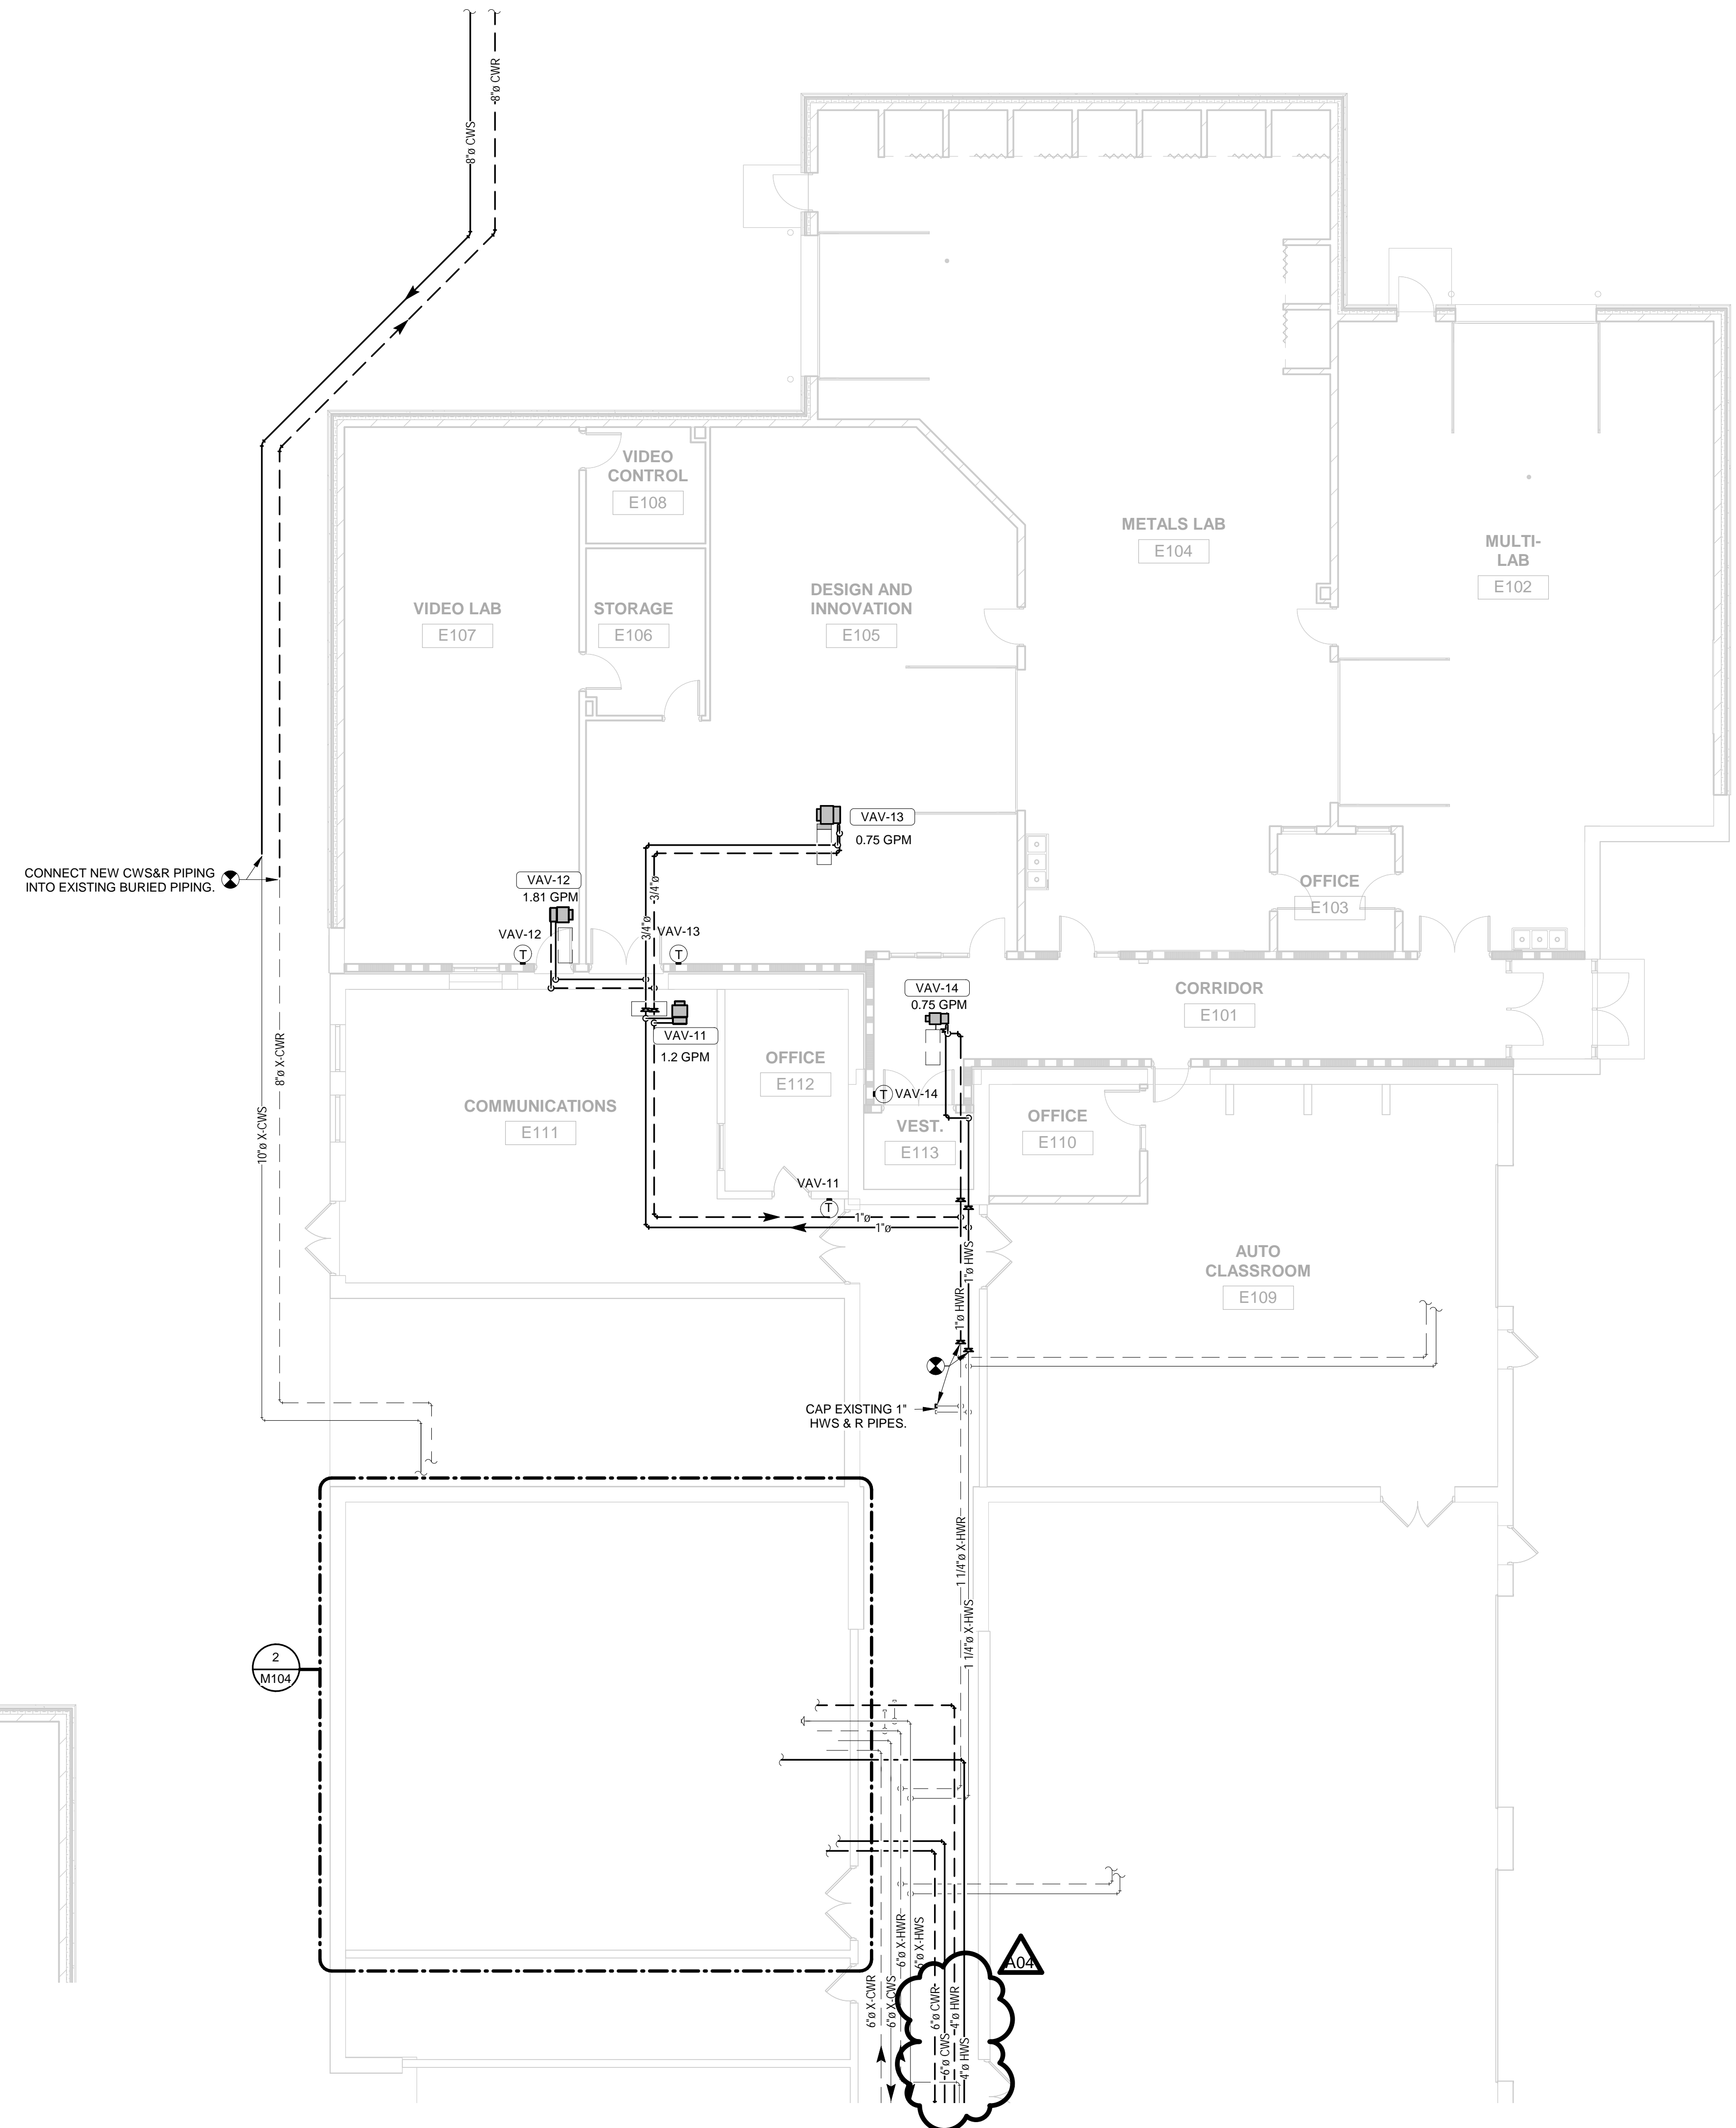 8"ø CWS
8"ø CWR
VIDEO
CONTROL
E108
METALS LAB
E104
MULTI-
LAB
E102
DESIGN AND
INNOVATION
E105
VIDEO LAB
E107
STORAGE
E106
VAV-13
0.75 GPM
CONNECT NEW CWS&R PIPING
INTO EXISTING BURIED PIPING.
VAV-12
1.81 GPM
3/4"ø
3/4"ø
OFFICE
E103
VAV-12
T
VAV-13
T
VAV-14
0.75 GPM
CORRIDOR
E101
VAV-11
1.2 GPM
OFFICE
E112
8"ø X-CWR
10"ø X-CWS
COMMUNICATIONS
E111
T
VAV-14
VEST.
E113
OFFICE
E110
VAV-11
T
1"ø
1"ø
1"ø HWS
1"ø HWR
AUTO
CLASSROOM
E109
CAP EXISTING 1"
HWS & R PIPES.
1 1/4"ø X-HWR
1 1/4"ø X-HWS
2
M104
6"ø X-HWR
6"ø X-HWS
A04
6"ø X-CWR
6"ø X-CWS
6"ø CWR
4"ø HWR
6"ø CWS
4"ø HWS